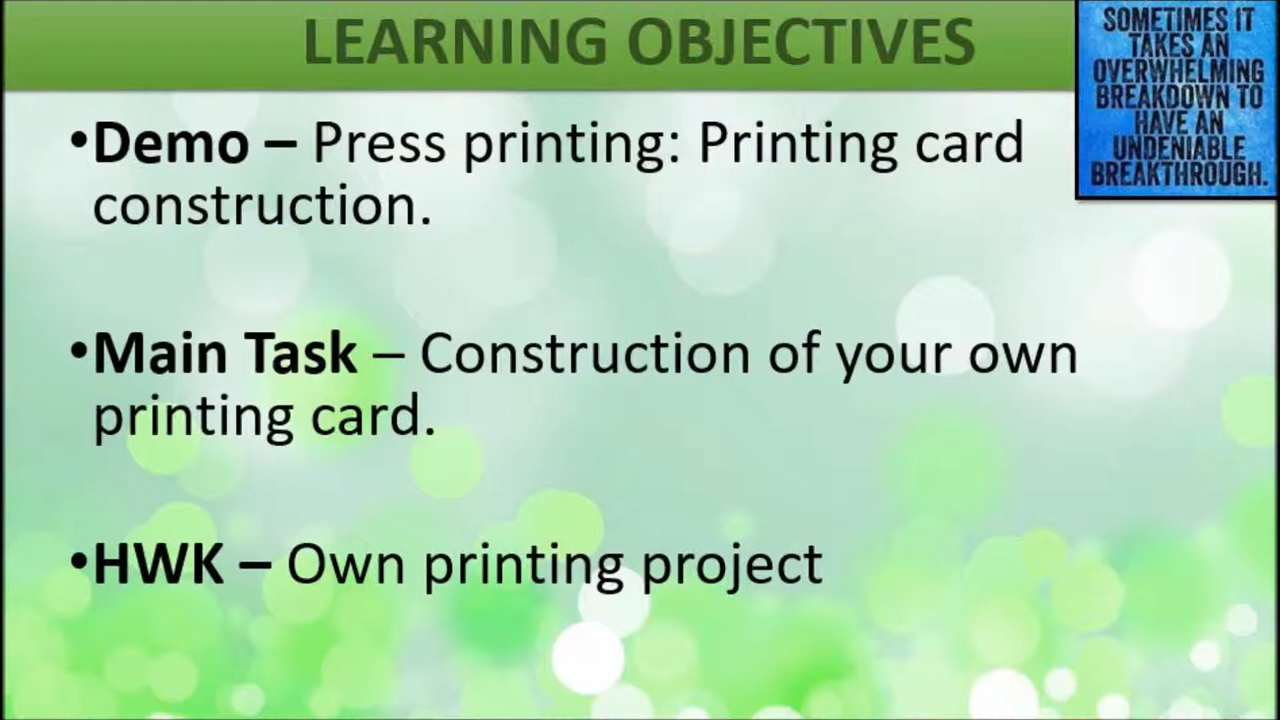 LEARNING OBJECTIVES
SOMETIMES IT
TAKES AN
OVERWHELMING
BREAKDOWN TO
HAVE AN
UNDENIABLE
BREAKTHROUGH.
•Demo – Press printing: Printing card
construction.
•Main Task – Construction of your own
printing card.
•HWK – Own printing project